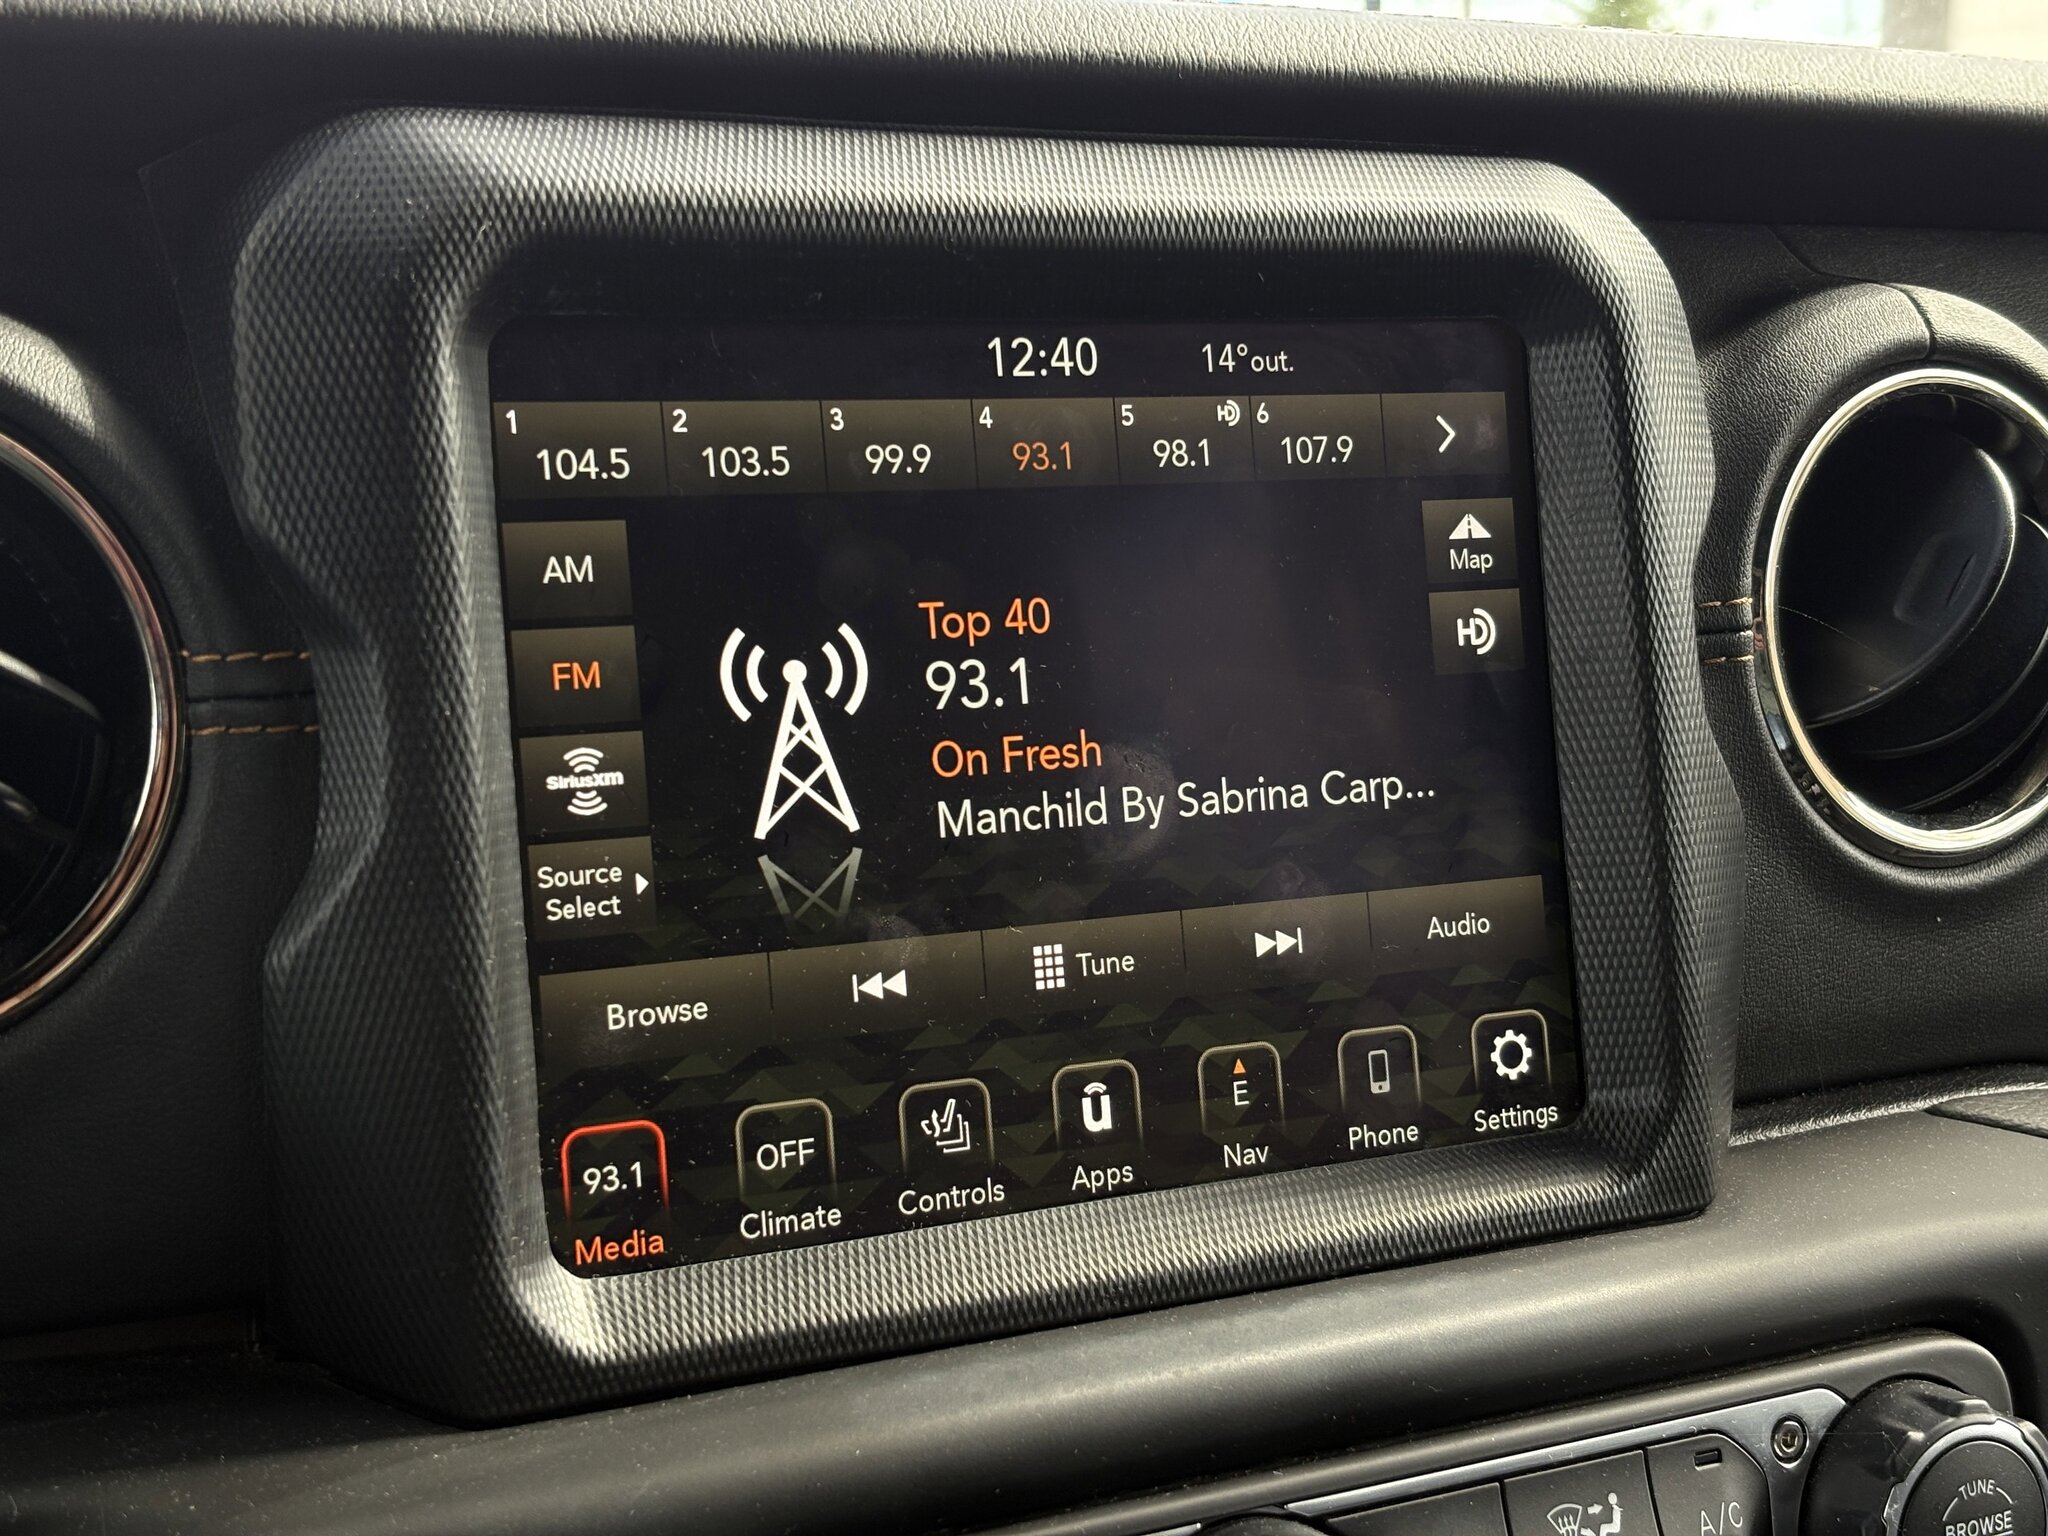 12:40 14°out.
1 104.5 2 103.5 3 99.9 4 93.1 5 HD 98.1 6 107.9
AM
FM
SiriusXM
Source
Select
Top 40
93.1
On Fresh
Manchild By Sabrina Carp...
Map
HD
Browse Tune Audio
93.1 OFF u E
Media Climate Controls Apps Nav Phone Settings
A/C
TUNE
BROWSE